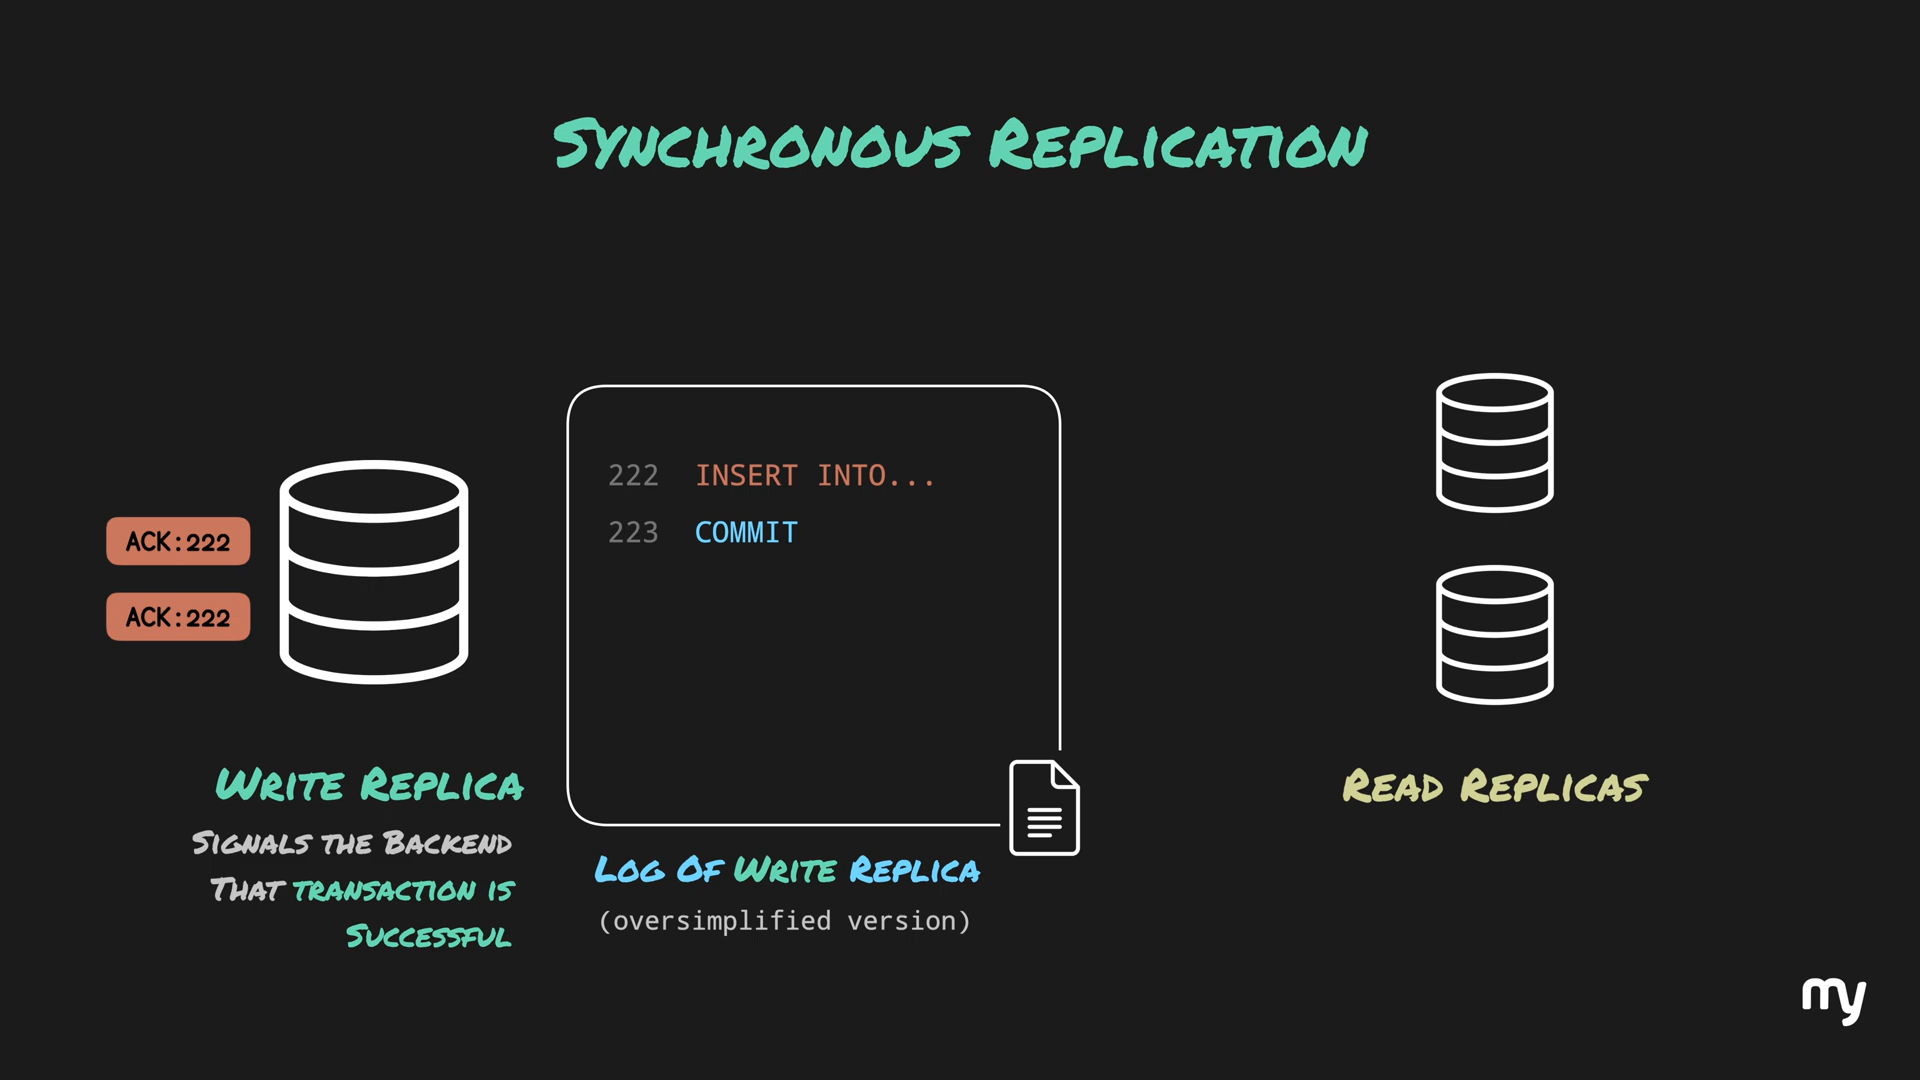 SYNCHRONOUS REPLICATION
222 INSERT INTO...
223 COMMIT
ACK:222
ACK:222
WRITE REPLICA
SIGNALS THE BACKEND
THAT TRANSACTION IS
SUCCESSFUL
LOG OF WRITE REPLICA
(oversimplified version)
READ REPLICAS
my